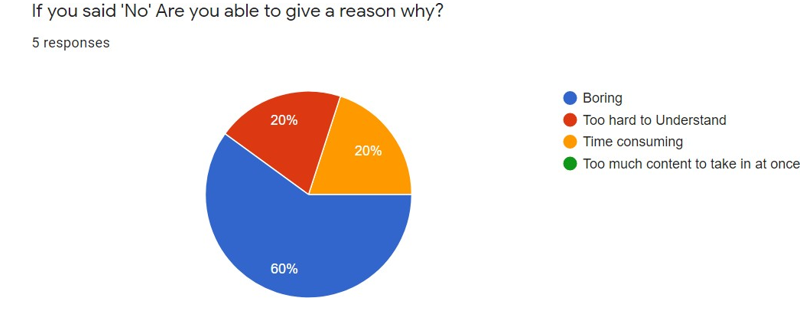 If you said 'No' Are you able to give a reason why?
5 responses
20%
20%
60%
Boring
Too hard to Understand
Time consuming
Too much content to take in at once